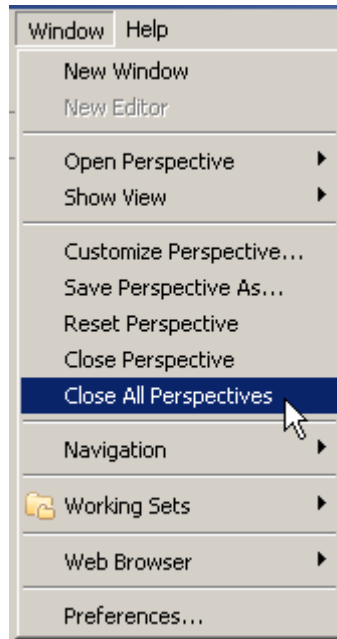 Window Help
New Window
New Editor
Open Perspective
Show View
Customize Perspective...
Save Perspective As...
Reset Perspective
Close Perspective
Close All Perspectives
Navigation
Working Sets
Web Browser
Preferences...